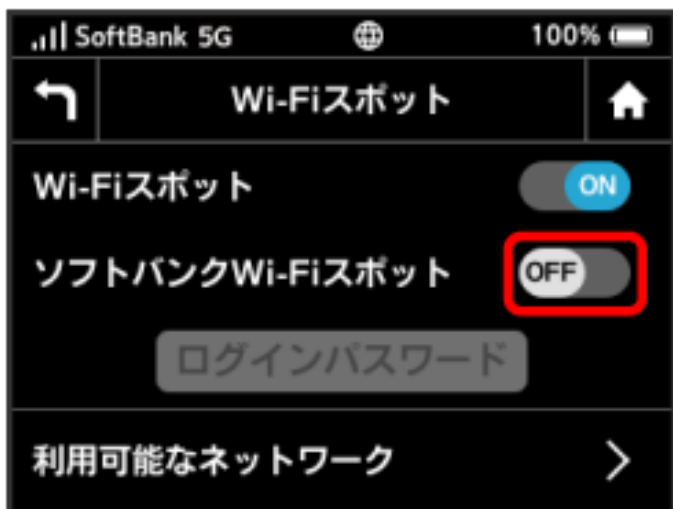 SoftBank 5G 100%
Wi-Fiスポット
Wi-Fiスポット ON
ソフトバンクWi-Fiスポット OFF
ログインパスワード
利用可能なネットワーク